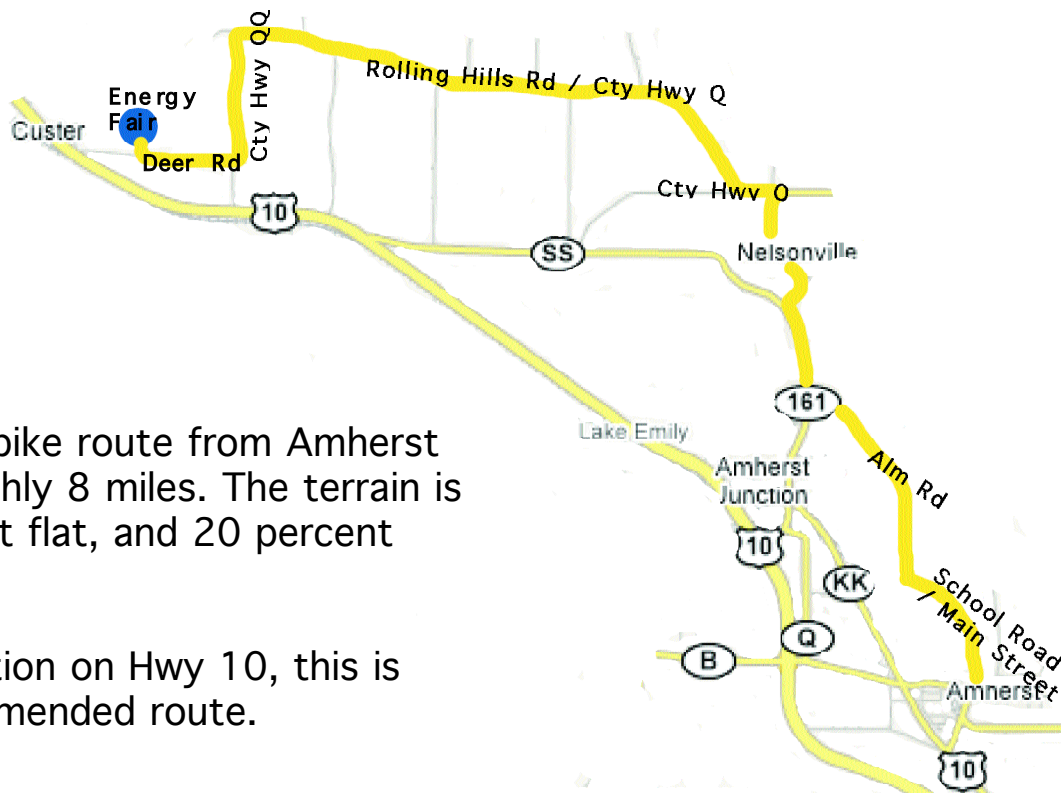 Cty Hwy QQ
Rolling Hills Rd / Cty Hwy Q
Energy
Fair
Custer
Deer Rd
10
Ctv Hwv O
SS
Nelsonville
161
bike route from Amherst
hly 8 miles. The terrain is
t flat, and 20 percent
Lake Emily
Amherst
Junction
Alm Rd
10
KK
School Road
/ Main Street
tion on Hwy 10, this is
mended route.
Q
B
Amherst
10